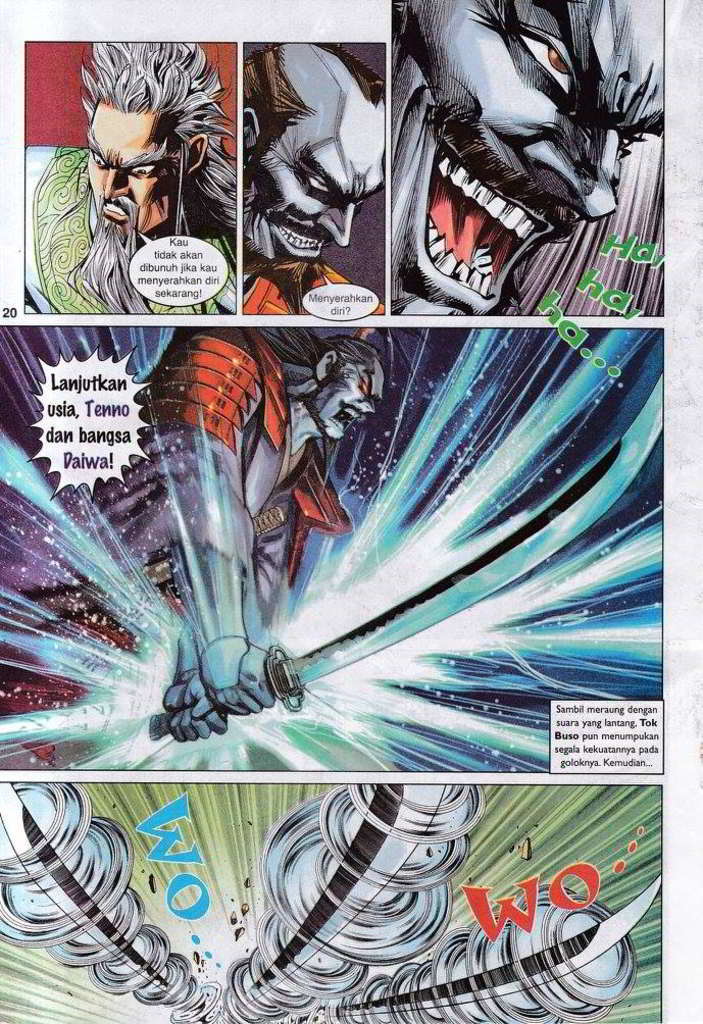 Kau
tidak akan
dibunuh jika kau
menyerahkan diri
sekarang!
Menyerahkan
diri?
Ha,
ha,
ha...
20
Lanjutkan
usia, Tenno
dan bangsa
Daiwa!
Sambil meraung dengan
suara yang lantang, Tok
Buso pun menumpukan
segala kekuatannya pada
goloknya. Kemudian...
WO...
WO...